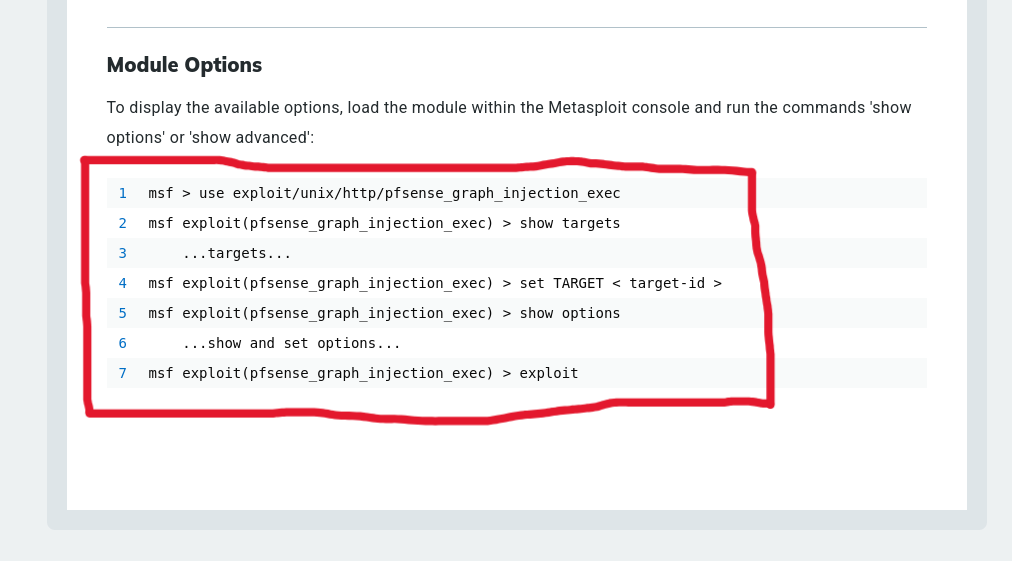 Module Options
To display the available options, load the module within the Metasploit console and run the commands 'show
options' or 'show advanced':
1 msf > use exploit/unix/http/pfsense_graph_injection_exec
2 msf exploit(pfsense_graph_injection_exec) > show targets
3     ...targets...
4 msf exploit(pfsense_graph_injection_exec) > set TARGET < target-id >
5 msf exploit(pfsense_graph_injection_exec) > show options
6     ...show and set options...
7 msf exploit(pfsense_graph_injection_exec) > exploit